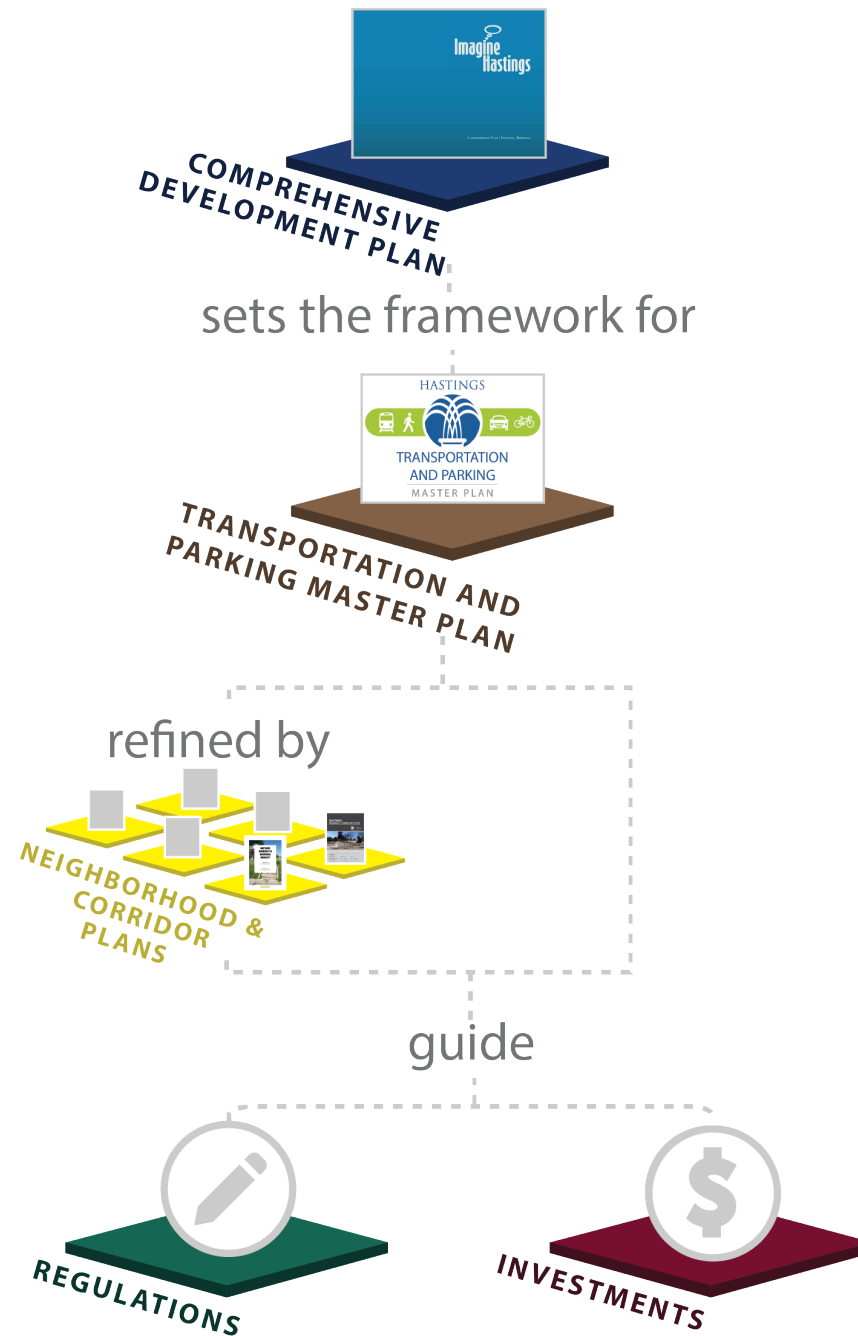 Imagine
Hastings
COMPREHENSIVE
DEVELOPMENT PLAN
sets the framework for
HASTINGS
TRANSPORTATION
AND PARKING
MASTER PLAN
TRANSPORTATION AND
PARKING MASTER PLAN
refined by
NEIGHBORHOOD &
CORRIDOR
PLANS
guide
$
REGULATIONS
INVESTMENTS